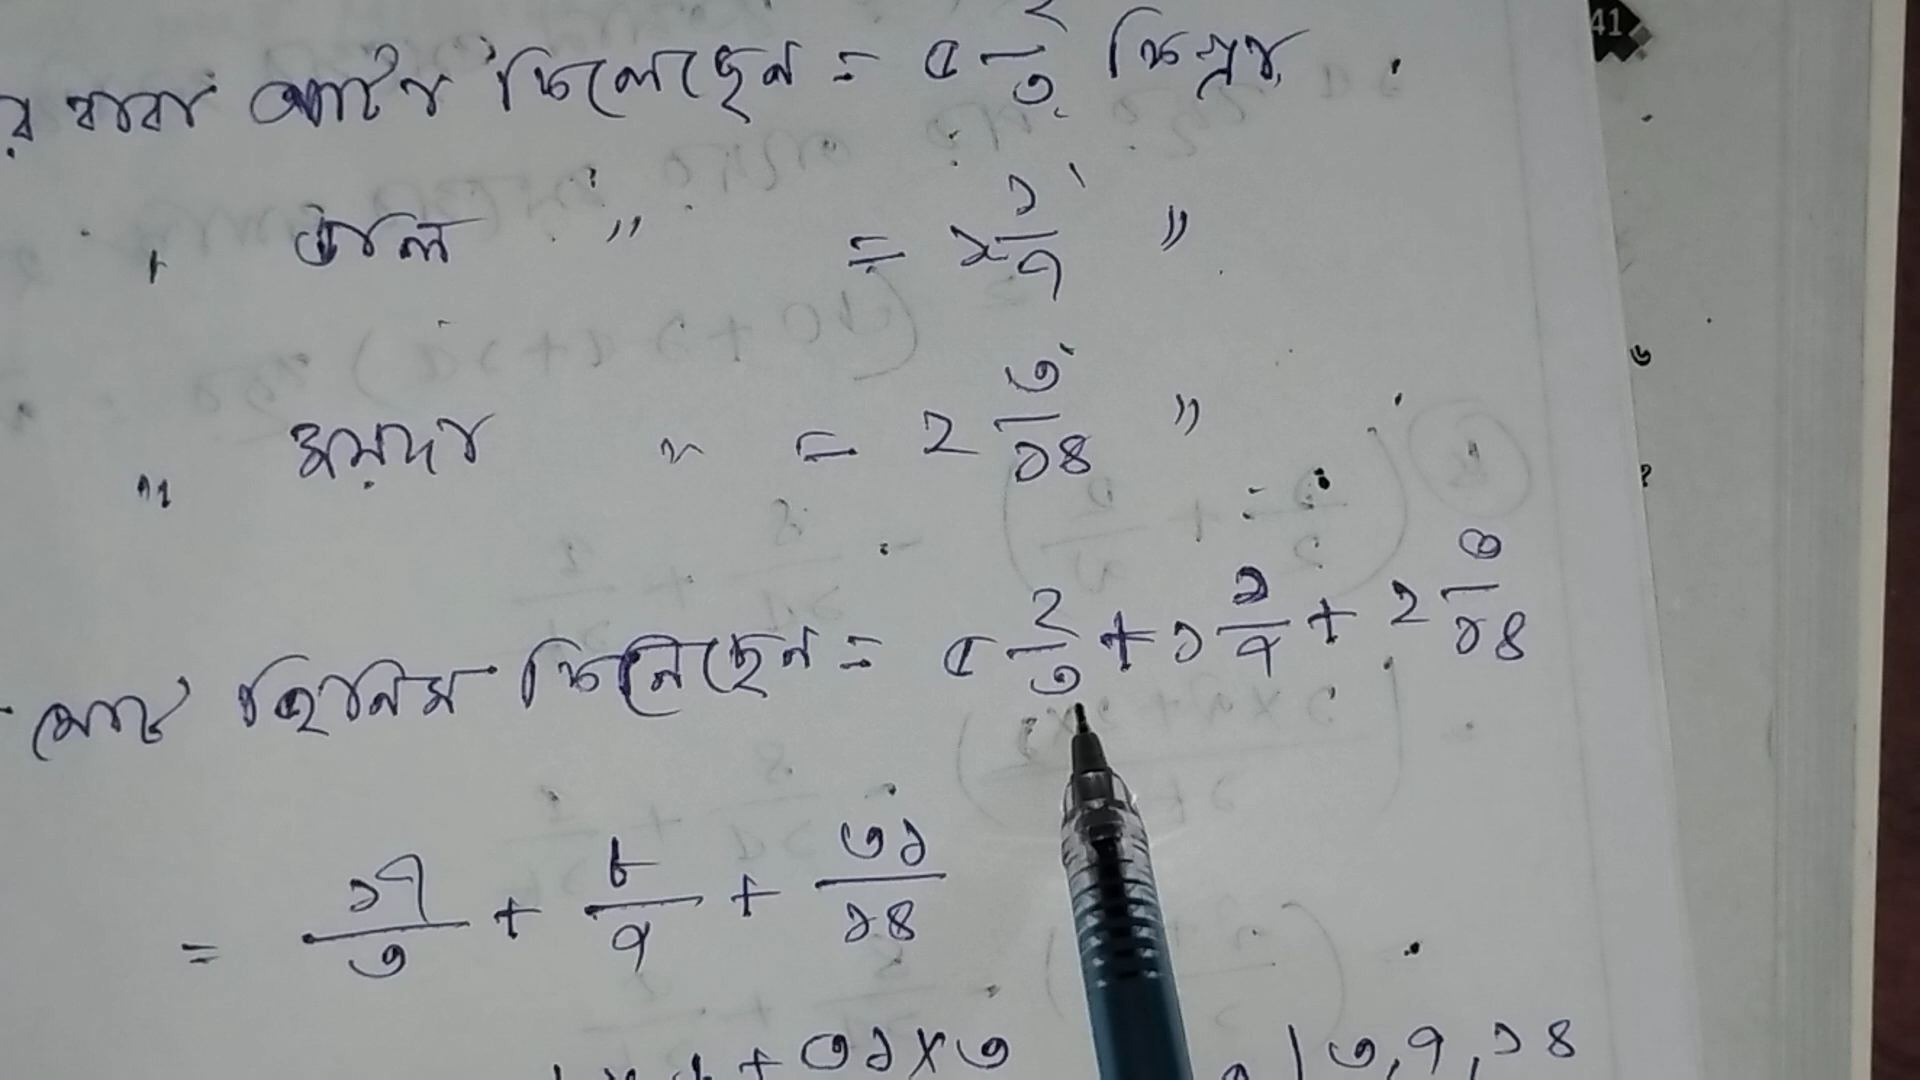 র বাবা আটা কিনেছেন = ৫ ২/৩ কিগ্রা
" ডাল " = ১ ১/৭ "
" ময়দা " = ২ ৩/১৪ "
মোট জিনিস কিনেছেন = ৫ ২/৩ + ১ ১/৭ + ২ ৩/১৪
= ১৭/৩ + ৮/৭ + ৩১/১৪
+ ৩১×৩
৩,৭,১৪
41